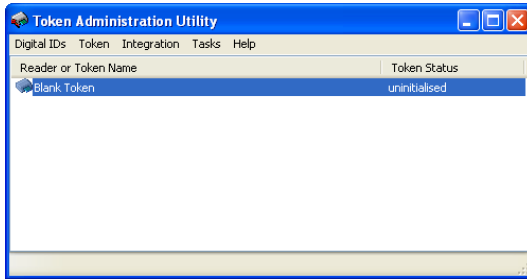 Token Administration Utility
Digital IDs Token Integration Tasks Help
Reader or Token Name Token Status
Blank Token uninitialised